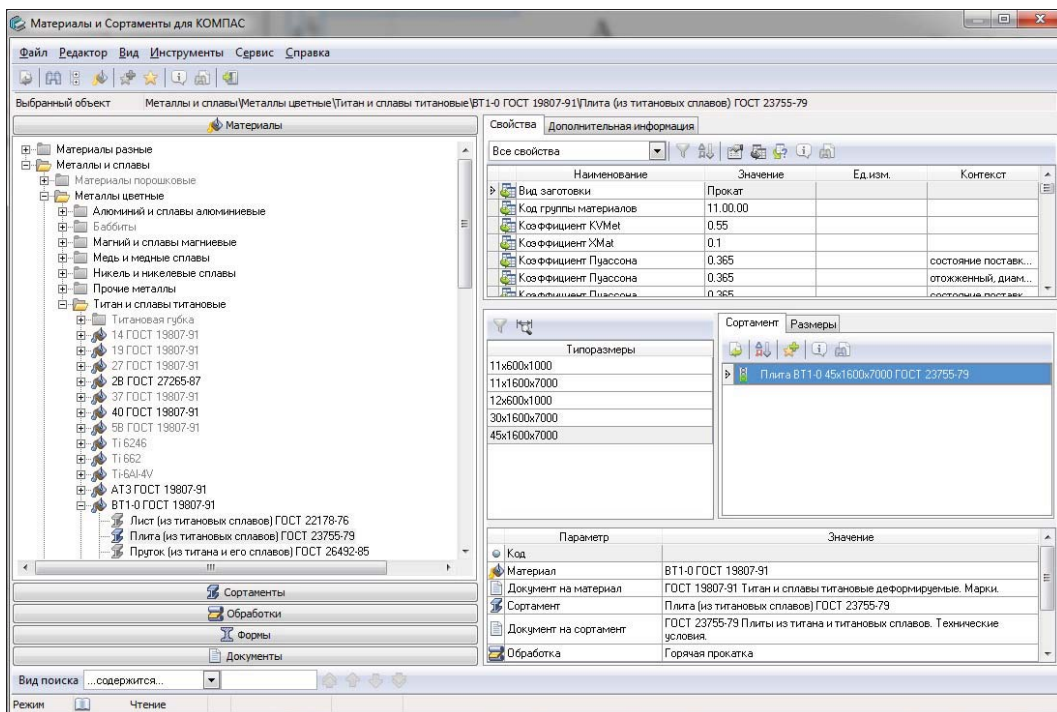 Материалы и Сортаменты для КОМПАС
Файл Редактор Вид Инструменты Сервис Справка
Выбранный объект Металлы и сплавы\Металлы цветные\Титан и сплавы титановые\ВТ1-0 ГОСТ 19807-91\Плита (из титановых сплавов) ГОСТ 23755-79
Материалы
Материалы разные
Металлы и сплавы
Материалы порошковые
Металлы цветные
Алюминий и сплавы алюминиевые
Баббиты
Магний и сплавы магниевые
Медь и медные сплавы
Никель и никелевые сплавы
Прочие металлы
Титан и сплавы титановые
Титановая губка
14 ГОСТ 19807-91
19 ГОСТ 19807-91
27 ГОСТ 19807-91
2В ГОСТ 27265-87
37 ГОСТ 19807-91
40 ГОСТ 19807-91
5В ГОСТ 19807-91
Ti 6246
Ti 662
Ti-6Al-4V
АТ3 ГОСТ 19807-91
ВТ1-0 ГОСТ 19807-91
Лист (из титановых сплавов) ГОСТ 22178-76
Плита (из титановых сплавов) ГОСТ 23755-79
Пруток (из титана и его сплавов) ГОСТ 26492-85
Сортаменты
Обработки
Формы
Документы
Свойства Дополнительная информация
Все свойства
Наименование Значение Ед.изм. Контекст
Вид заготовки Прокат
Код группы материалов 11.00.00
Коэффициент KVMet 0.55
Коэффициент XMat 0.1
Коэффициент Пуассона 0.365 состояние поставк...
Коэффициент Пуассона 0.365 отожженный, диам...
Коэффициент Пуассона 0.365 состояние поставк...
Типоразмеры
11x600x1000
11x1600x7000
12x600x1000
30x1600x7000
45x1600x7000
Сортамент Размеры
Плита ВТ1-0 45x1600x7000 ГОСТ 23755-79
Параметр Значение
Код
Материал ВТ1-0 ГОСТ 19807-91
Документ на материал ГОСТ 19807-91 Титан и сплавы титановые деформируемые. Марки.
Сортамент Плита (из титановых сплавов) ГОСТ 23755-79
Документ на сортамент ГОСТ 23755-79 Плиты из титана и титановых сплавов. Технические
условия.
Обработка Горячая прокатка
Вид поиска ...содержится...
Режим Чтение